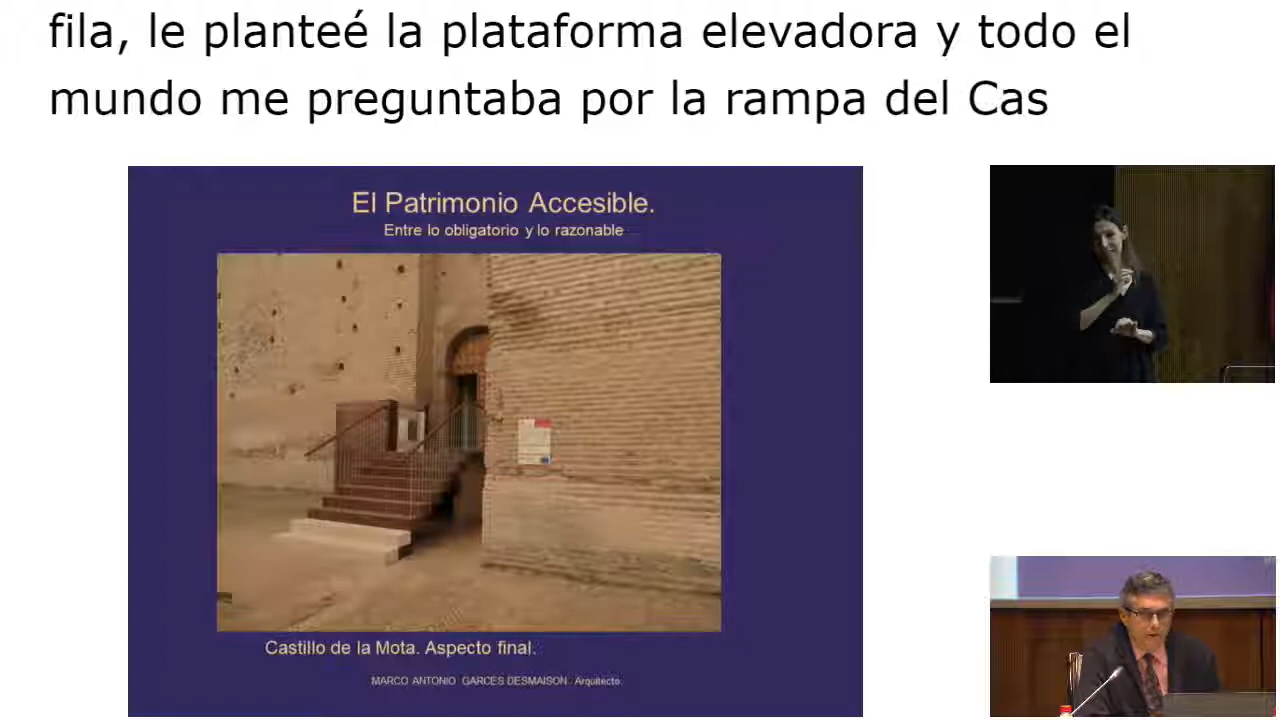 fila, le planteé la plataforma elevadora y todo el
mundo me preguntaba por la rampa del Cas
El Patrimonio Accesible.
Entre lo obligatorio y lo razonable
Castillo de la Mota. Aspecto final.
MARCO ANTONIO GARCES DESMAISON. Arquitecto.